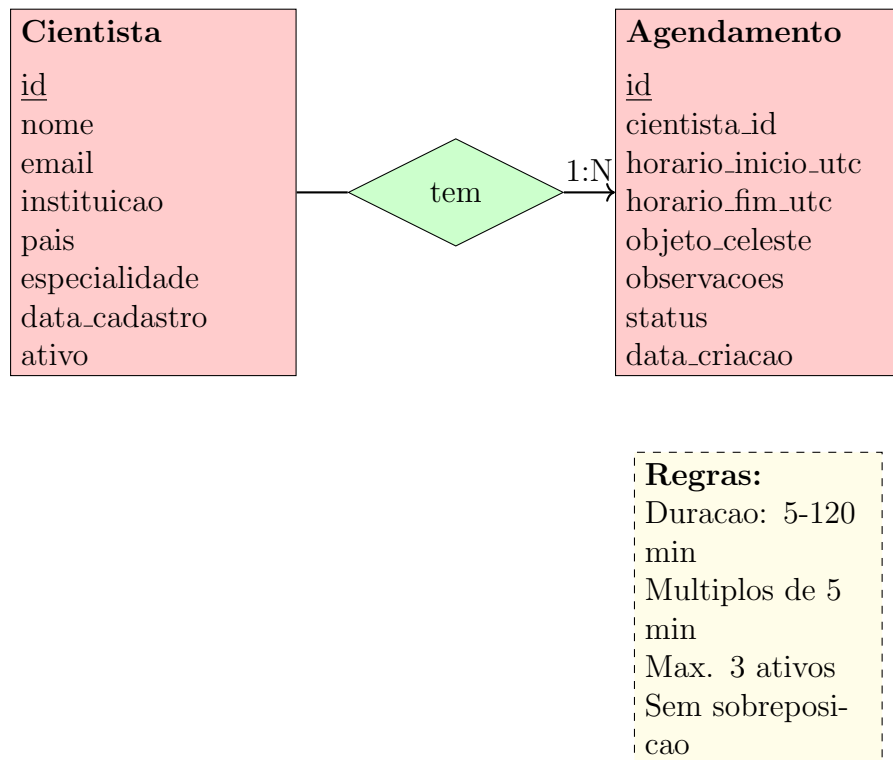 Cientista
id
nome
email
instituicao
pais
especialidade
data_cadastro
ativo
tem
1:N
Agendamento
id
cientista_id
horario_inicio_utc
horario_fim_utc
objeto_celeste
observacoes
status
data_criacao
Regras:
Duracao: 5-120
min
Multiplos de 5
min
Max. 3 ativos
Sem sobreposi-
cao